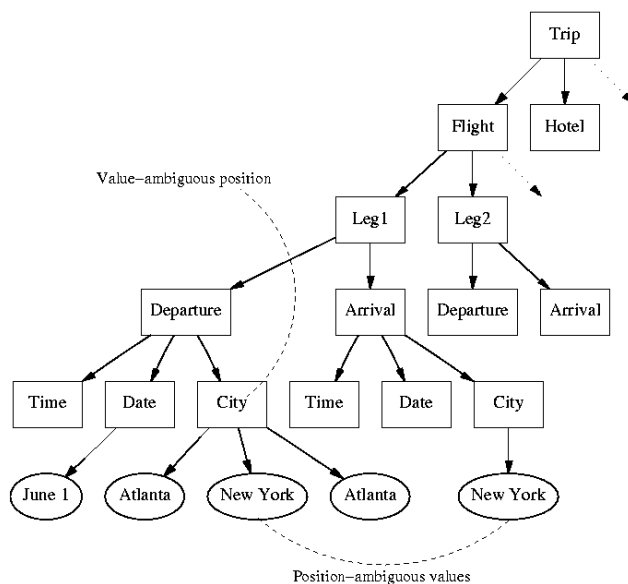 Trip
Flight
Hotel
Value-ambiguous position
Leg1
Leg2
Departure
Arrival
Departure
Arrival
Time
Date
City
Time
Date
City
June 1
Atlanta
New York
Atlanta
New York
Position-ambiguous values